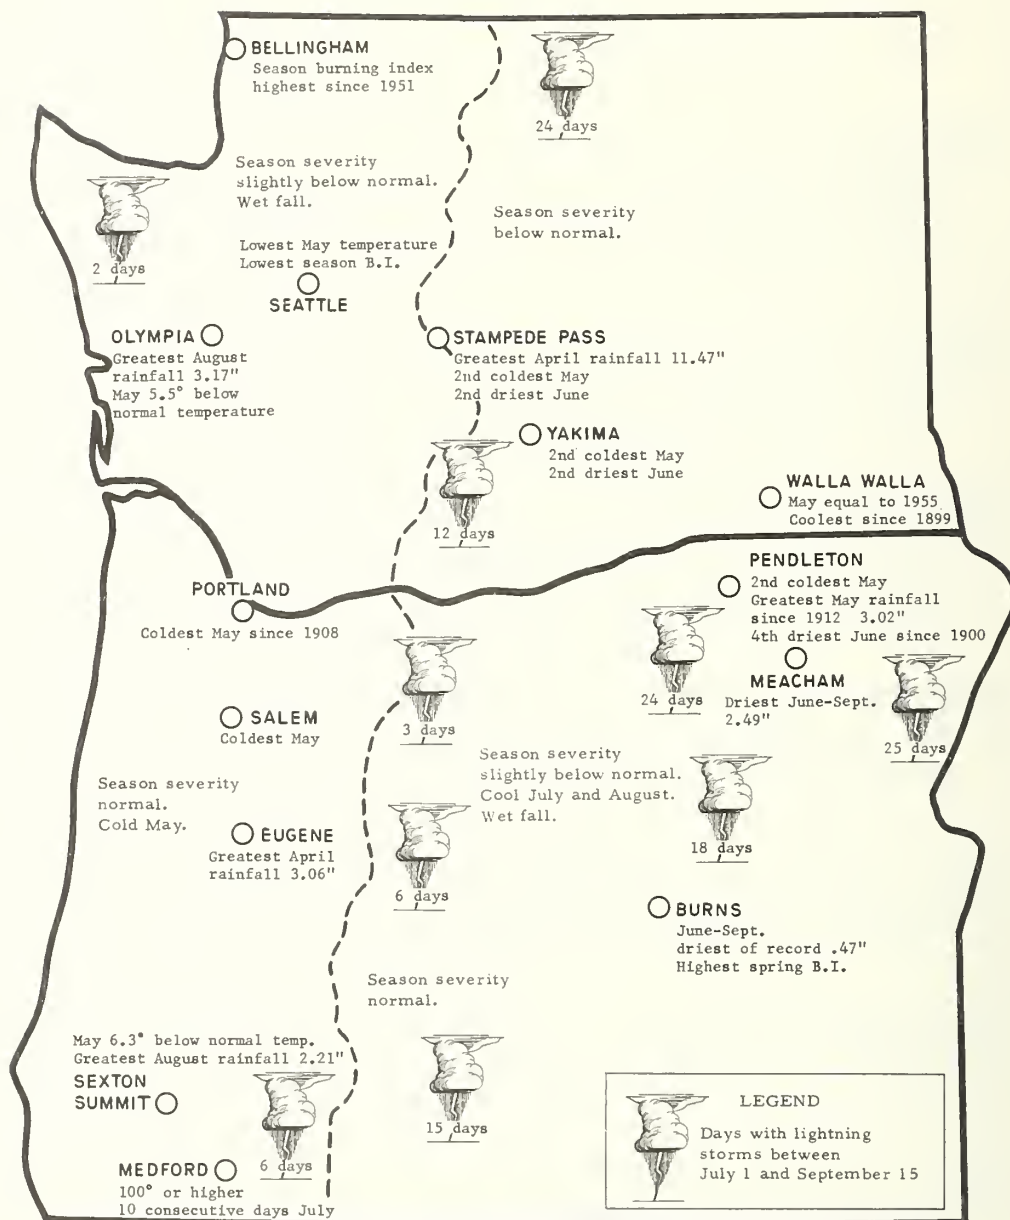 BELLINGHAM
Season burning index
highest since 1951
24 days
Season severity
slightly below normal.
Wet fall.
2 days
Season severity
below normal.
Lowest May temperature
Lowest season B.I.
SEATTLE
OLYMPIA
Greatest August
rainfall 3.17"
May 5.5° below
normal temperature
STAMPEDE PASS
Greatest April rainfall 11.47"
2nd coldest May
2nd driest June
YAKIMA
2nd coldest May
2nd driest June
12 days
WALLA WALLA
May equal to 1955
Coolest since 1899
PORTLAND
Coldest May since 1908
PENDLETON
2nd coldest May
Greatest May rainfall
since 1912 3.02"
4th driest June since 1900
24 days
MEACHAM
Driest June-Sept.
2.49"
25 days
3 days
SALEM
Coldest May
Season severity
normal.
Cold May.
Season severity
slightly below normal.
Cool July and August.
Wet fall.
18 days
EUGENE
Greatest April
rainfall 3.06"
6 days
BURNS
June-Sept.
driest of record .47"
Highest spring B.I.
Season severity
normal.
May 6.3° below normal temp.
Greatest August rainfall 2.21"
SEXTON
SUMMIT
6 days
15 days
MEDFORD
100° or higher
10 consecutive days July
LEGEND
Days with lightning
storms between
July 1 and September 15